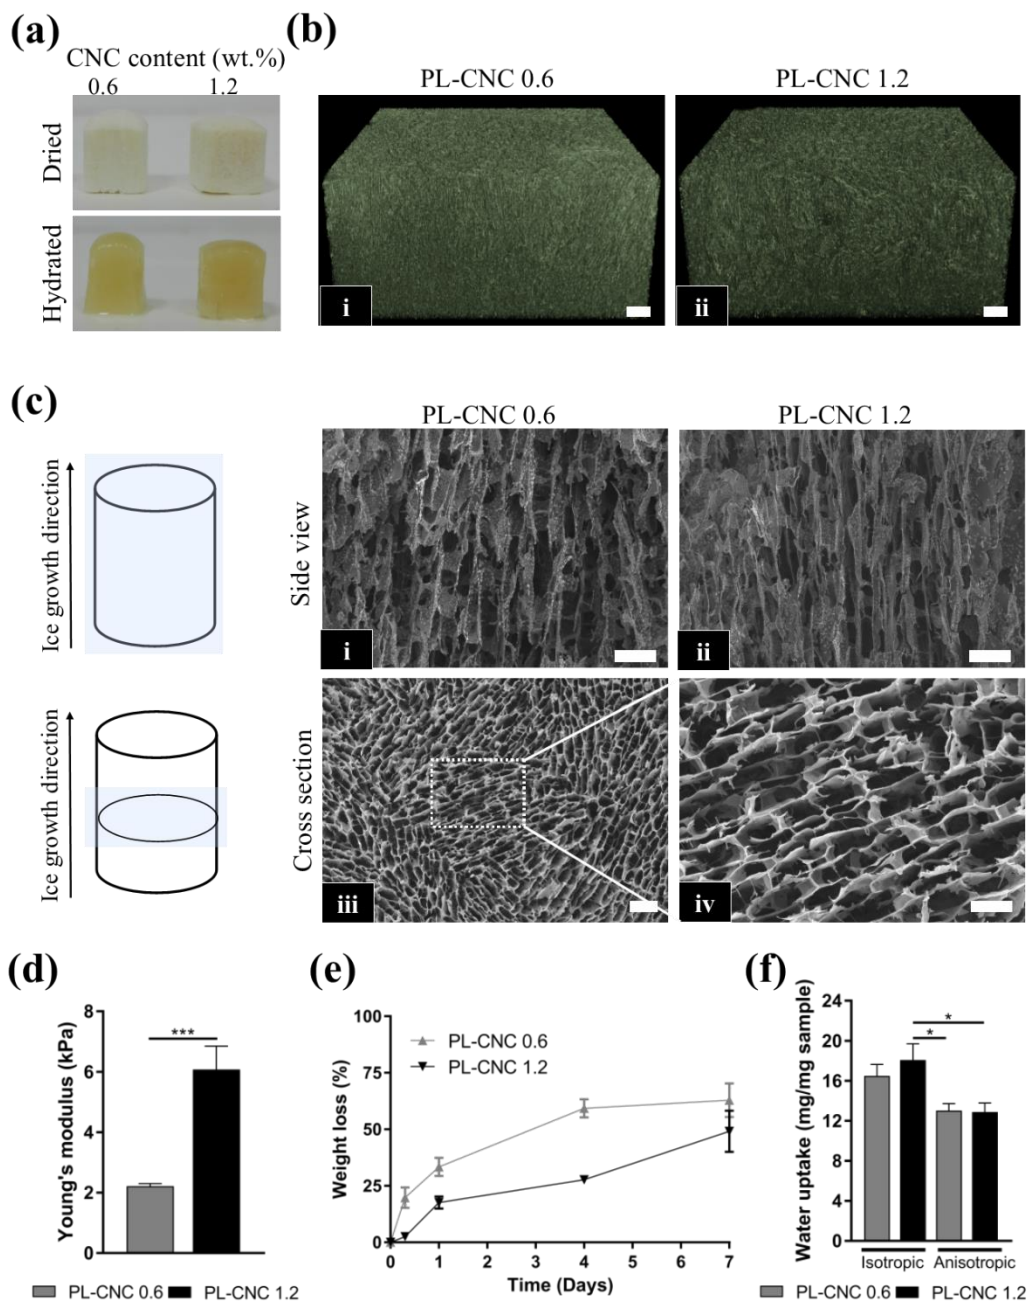 (a)
CNC content (wt.%)
0.6 1.2
Dried
Hydrated
(b)
PL-CNC 0.6 PL-CNC 1.2
i ii
(c)
PL-CNC 0.6 PL-CNC 1.2
Ice growth direction
Side view
i ii
Ice growth direction
Cross section
iii iv
(d)
Young's modulus (kPa)
8
6
4
2
0
***
PL-CNC 0.6 PL-CNC 1.2
(e)
Weight loss (%)
100
75
50
25
0
PL-CNC 0.6
PL-CNC 1.2
0 1 2 3 4 5 6 7
Time (Days)
(f)
Water uptake (mg/mg sample)
24
20
16
12
8
4
0
*
*
Isotropic Anisotropic
PL-CNC 0.6 PL-CNC 1.2